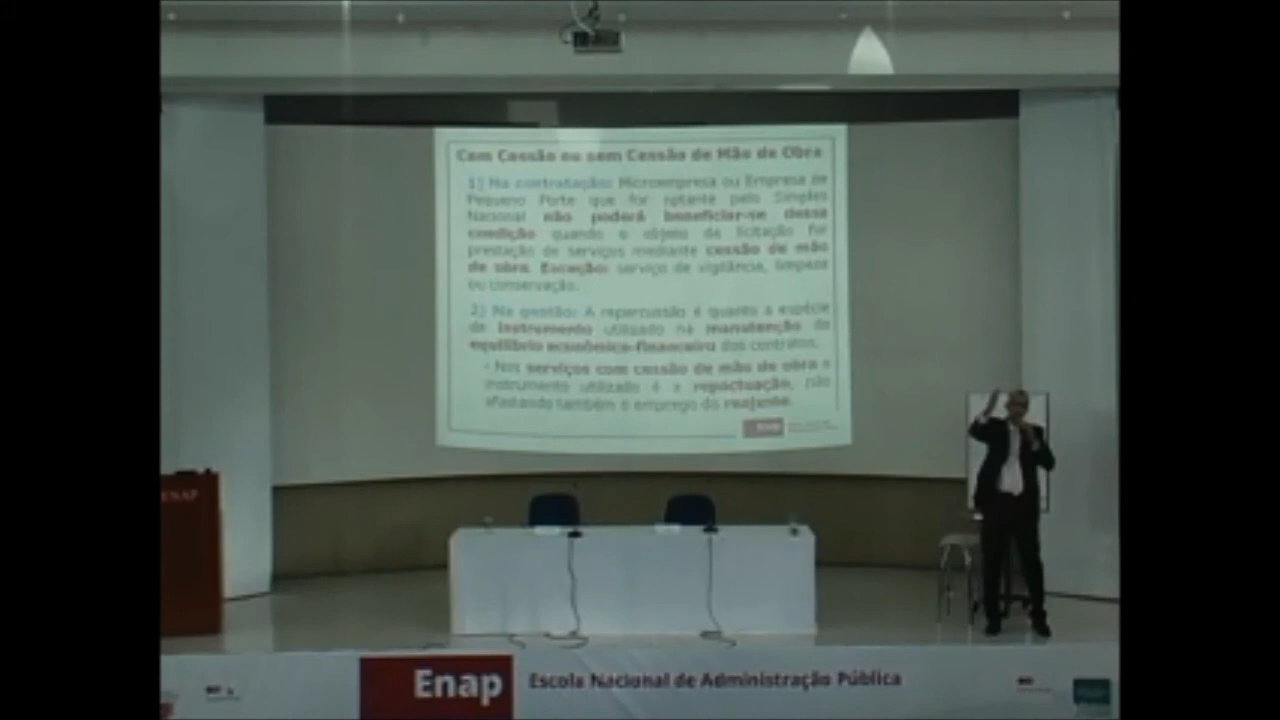 Com Cessão ou sem Cessão de Mão de Obra
1) Na contratação: Microempresa ou Empresa de
Pequeno Porte que for optante pelo Simples
Nacional não poderá beneficiar-se dessa
condição quando o objeto de licitação for
prestação de serviços mediante cessão de mão
de obra. Exceção: serviço de vigilância, limpeza
ou conservação.
2) Na gestão: A repercussão é quanto a espécie
de instrumento utilizado na manutenção do
equilíbrio econômico-financeiro dos contratos.
- Nos serviços com cessão de mão de obra o
instrumento utilizado é a repactuação, não
afastando também o emprego do reajuste.
Enap
ENAP
Enap Escola Nacional de Administração Pública